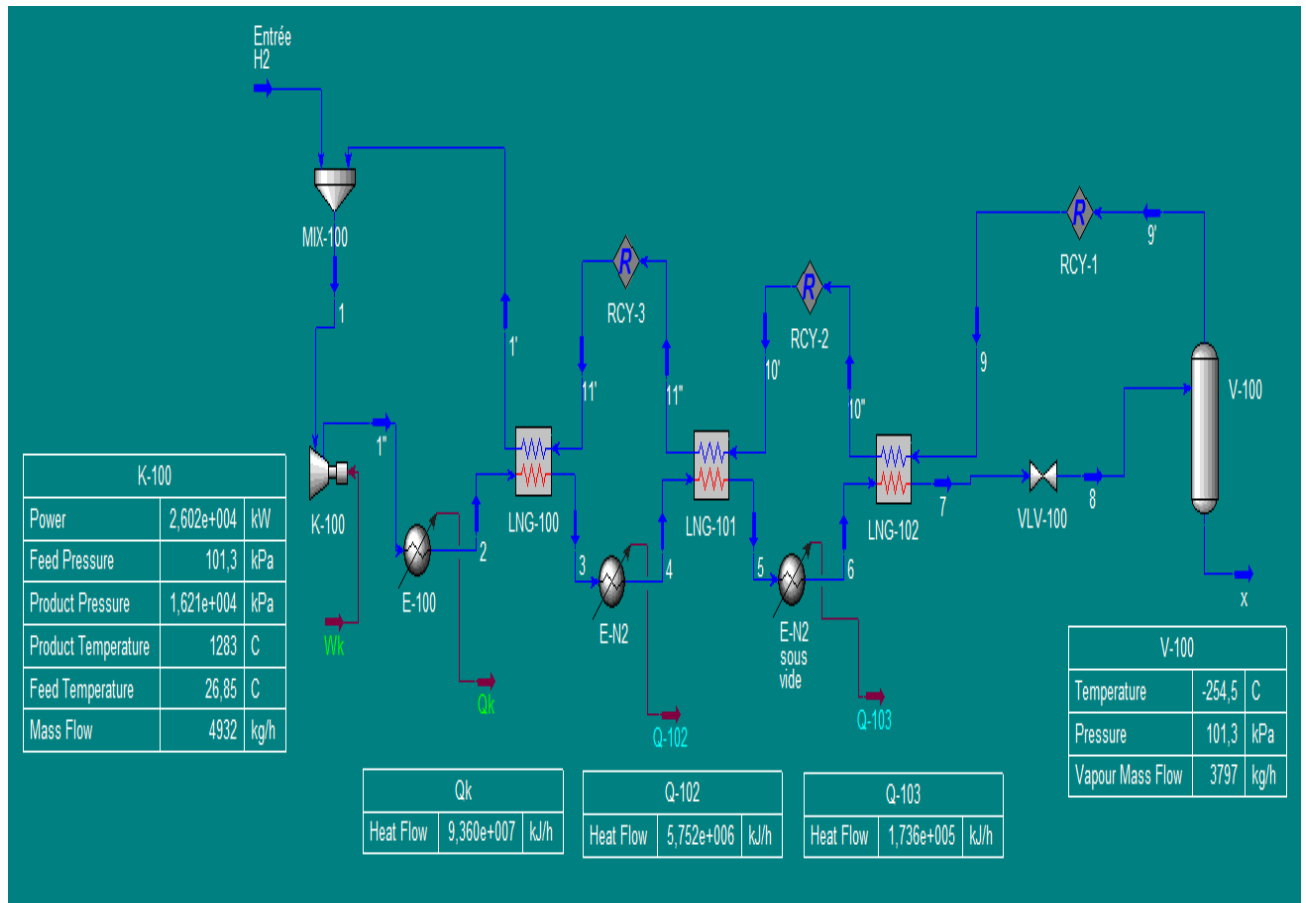 Entrée
H2
MIX-100
1
1'
1"
K-100
Wk
E-100
Qk
2
LNG-100
3
11'
RCY-3
R
11"
E-N2
Q-102
4
LNG-101
5
10'
RCY-2
R
10"
E-N2
sous
vide
Q-103
6
LNG-102
7
9
RCY-1
R
9'
VLV-100
8
V-100
x
K-100
Power 2,602e+004 kW
Feed Pressure 101,3 kPa
Product Pressure 1,621e+004 kPa
Product Temperature 1283 C
Feed Temperature 26,85 C
Mass Flow 4932 kg/h
Qk
Heat Flow 9,360e+007 kJ/h
Q-102
Heat Flow 5,752e+006 kJ/h
Q-103
Heat Flow 1,736e+005 kJ/h
V-100
Temperature -254,5 C
Pressure 101,3 kPa
Vapour Mass Flow 3797 kg/h